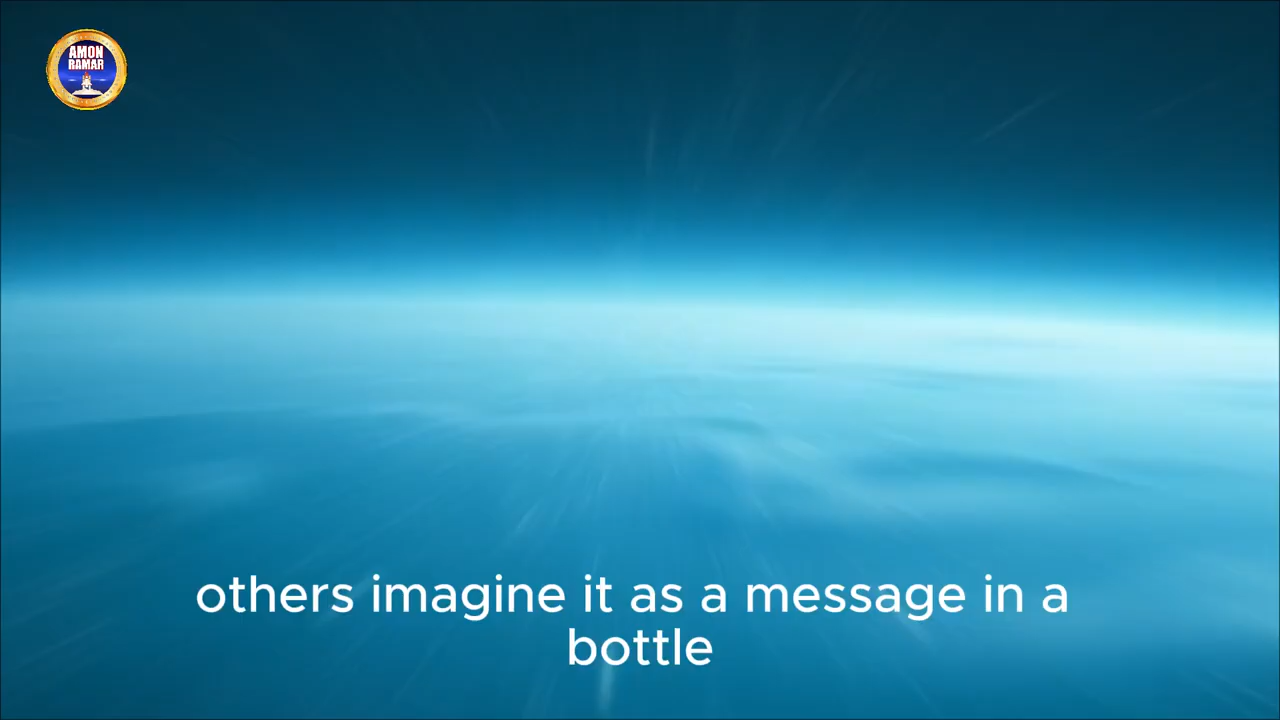 AMON
RAMAR
others imagine it as a message in a
bottle